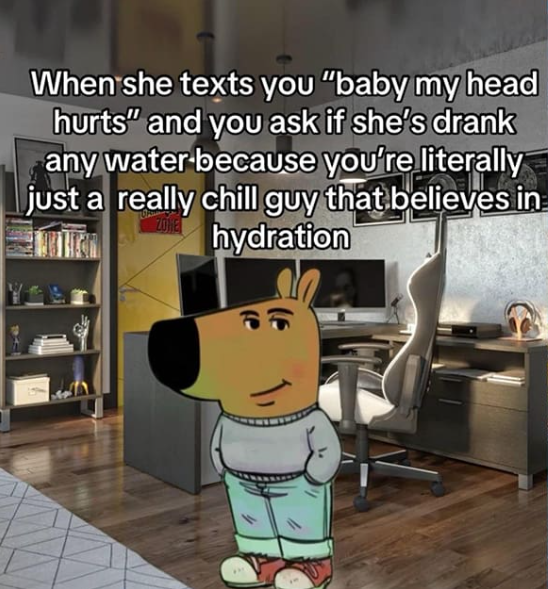 When she texts you “baby my head
hurts” and you ask if she’s drank
any water because you’re literally
just a really chill guy that believes in
hydration
ZONE